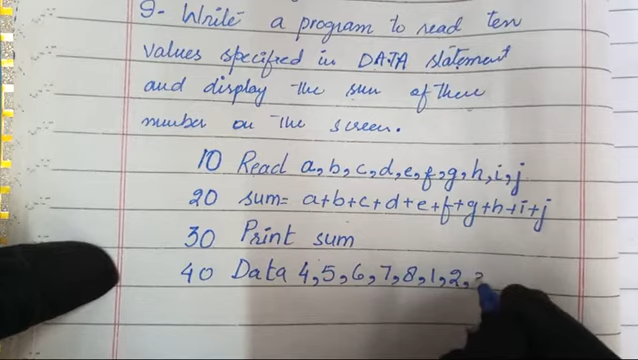 9- Write a program to read ten
values specified in DATA statement
and display the sum of these
number on the screen.
10 Read a,b,c,d,e,f,g,h,i,j
20 sum= a+b+c+d+e+f+g+h+i+j
30 Print sum
40 Data 4,5,6,7,8,1,2,